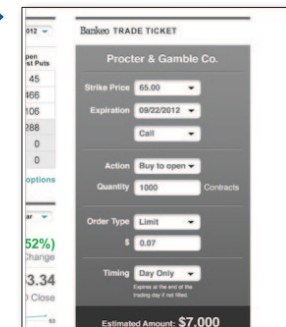 012
Bankeo TRADE TICKET
pen
st Puts
45
466
106
288
0
0
options
ar
52%)
Change
3.34
Close
53
Procter & Gamble Co.
Strike Price 65.00
Expiration 09/22/2012
Call
Action Buy to open
Quantity 1000 Contracts
Order Type Limit
$ 0.07
Timing Day Only
Expires at the end of the
trading day if not filled.
Estimated Amount: $7,000